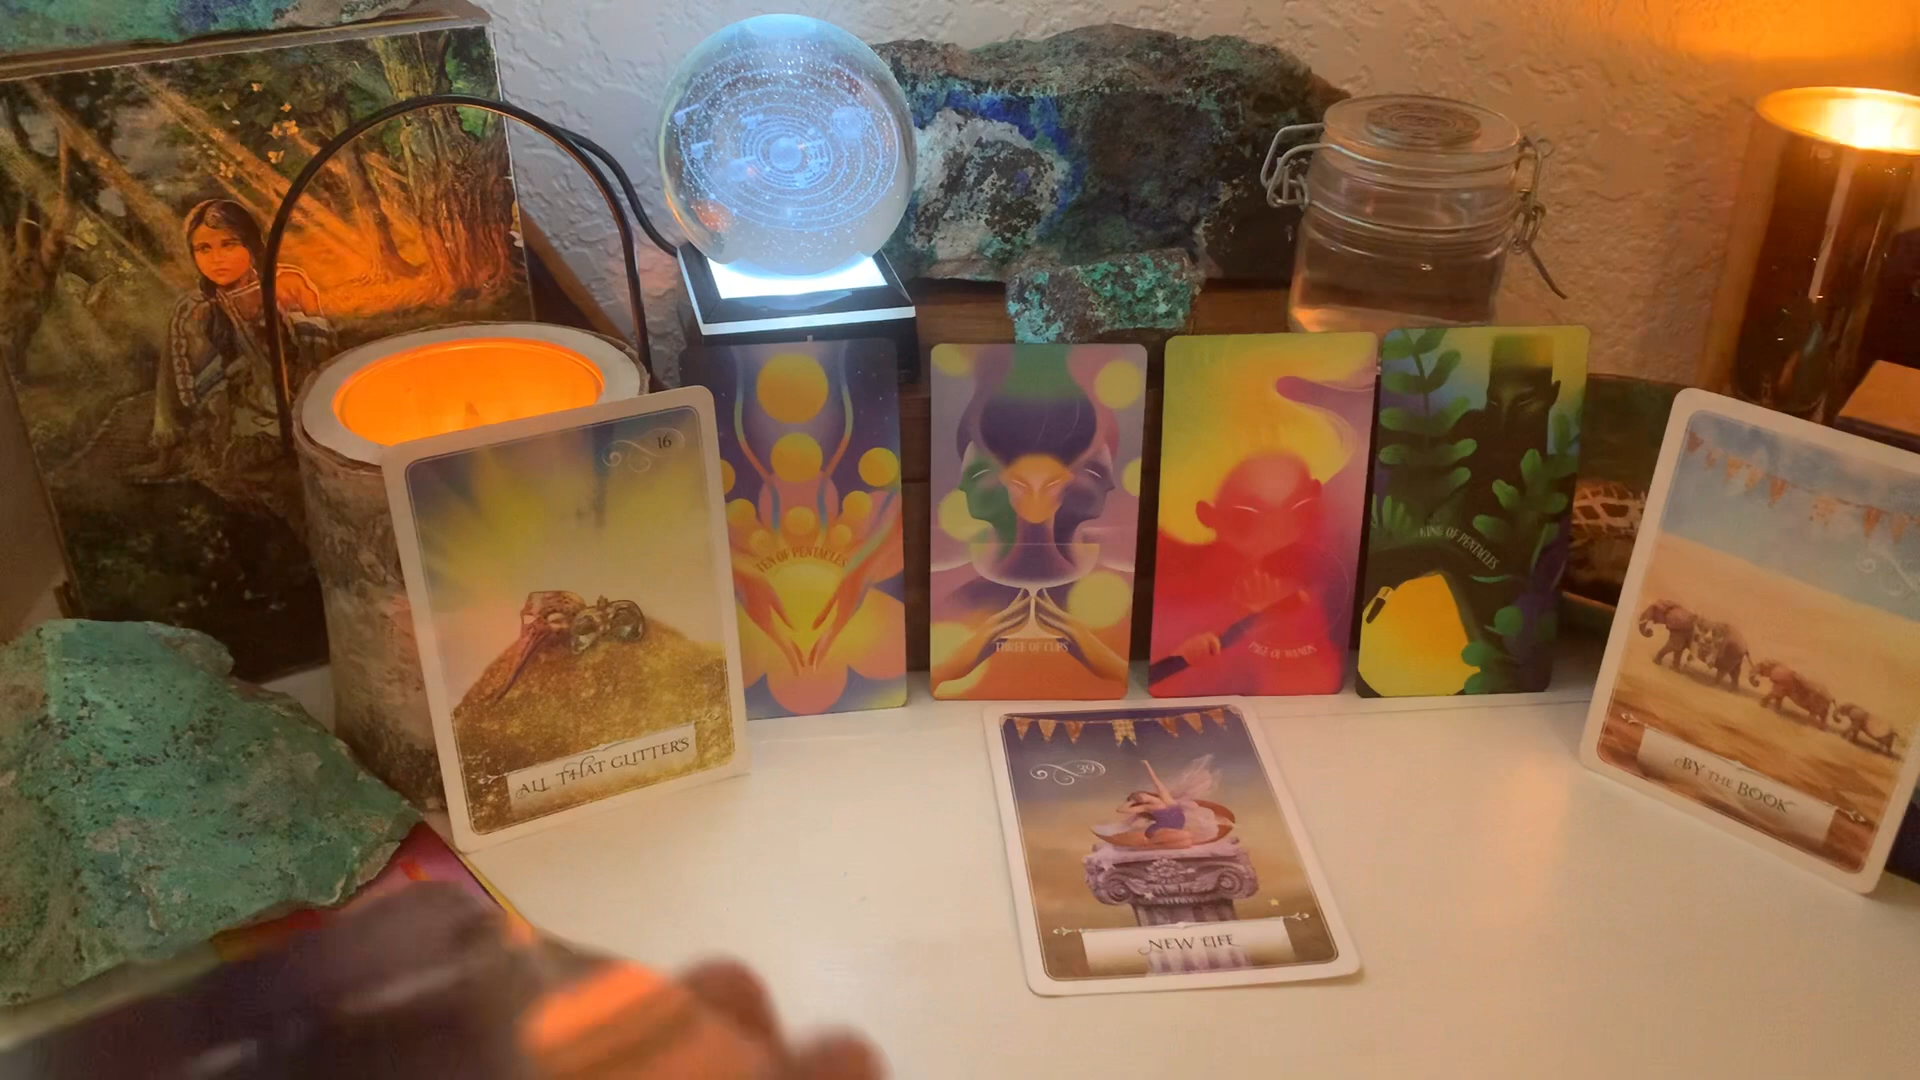 16
ALL THAT GLITTERS
TEN OF PENTACLES
THREE OF CUPS
PAGE OF WANDS
KING OF PENTACLES
39
NEW LIFE
BY THE BOOK